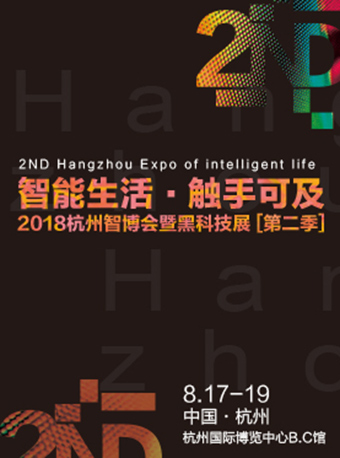 2ND
Hang
zhou
2ND Hangzhou Expo of intelligent life
智能生活·触手可及
2018杭州智博会暨黑科技展[第二季]
Han
zho
8.17-19
中国·杭州
杭州国际博览中心B.C馆
2ND